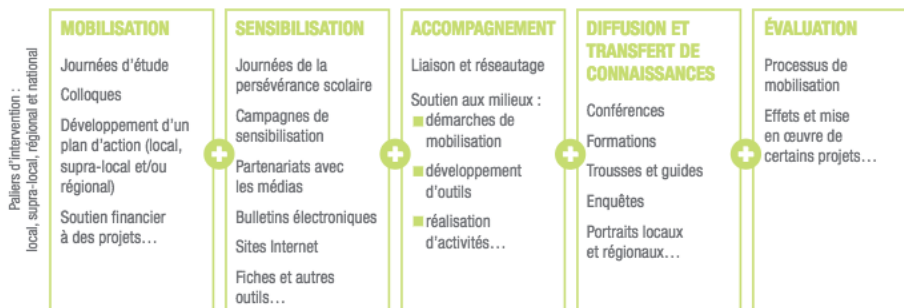 Paliers d'intervention :
local, supra-local, régional et national
MOBILISATION
Journées d'étude
Colloques
Développement d'un
plan d'action (local,
supra-local et/ou
régional)
Soutien financier
à des projets…
SENSIBILISATION
Journées de la
persévérance scolaire
Campagnes de
sensibilisation
Partenariats avec
les médias
Bulletins électroniques
Sites Internet
Fiches et autres
outils…
ACCOMPAGNEMENT
Liaison et réseautage
Soutien aux milieux :
démarches de
mobilisation
développement
d'outils
réalisation
d'activités…
DIFFUSION ET
TRANSFERT DE
CONNAISSANCES
Conférences
Formations
Trousses et guides
Enquêtes
Portraits locaux
et régionaux…
ÉVALUATION
Processus de
mobilisation
Effets et mise
en œuvre de
certains projets…